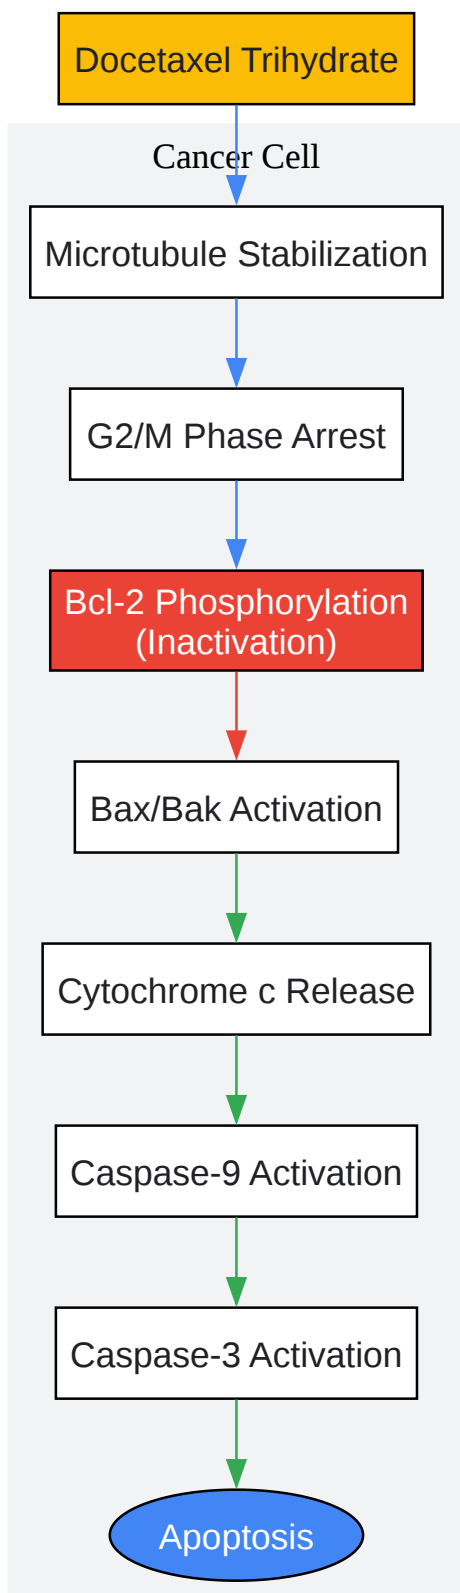 Docetaxel Trihydrate
Cancer Cell
Microtubule Stabilization
G2/M Phase Arrest
Bcl-2 Phosphorylation
(Inactivation)
Bax/Bak Activation
Cytochrome c Release
Caspase-9 Activation
Caspase-3 Activation
Apoptosis